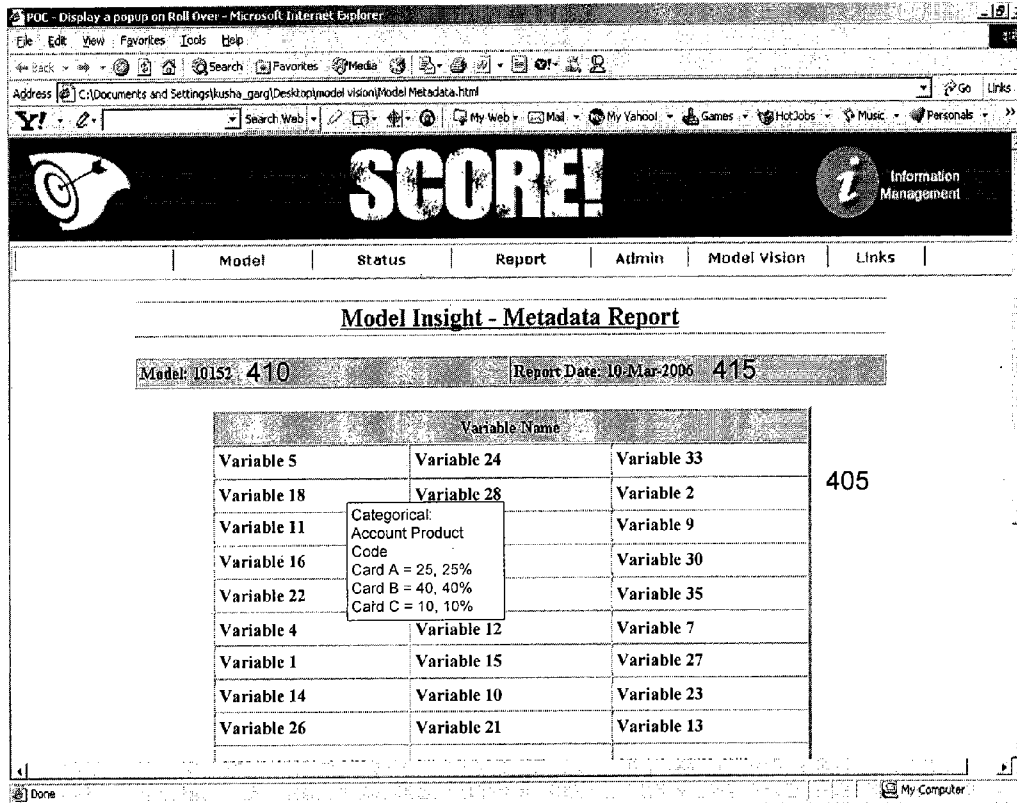 POC - Display a popup on Roll Over - Microsoft Internet Explorer
File Edit View Favorites Tools Help
Back Search Favorites Media
Address C:\Documents and Settings\kusha_garg\Desktop\model vision\Model Metadata.html Go Links
Y! Search Web My Web Mail My Yahoo! Games HotJobs Music Personals »
SCORE!
i Information
Management
Model Status Report Admin Model Vision Links
Model Insight - Metadata Report
Model: 10152 410 Report Date: 10-Mar-2006 415
Variable Name
Variable 5 Variable 24 Variable 33
405
Variable 18 Variable 28 Variable 2
Variable 11 Variable 9
Variable 16 Variable 30
Variable 22 Variable 35
Categorical:
Account Product
Code
Card A = 25, 25%
Card B = 40, 40%
Card C = 10, 10%
Variable 4 Variable 12 Variable 7
Variable 1 Variable 15 Variable 27
Variable 14 Variable 10 Variable 23
Variable 26 Variable 21 Variable 13
Done My Computer